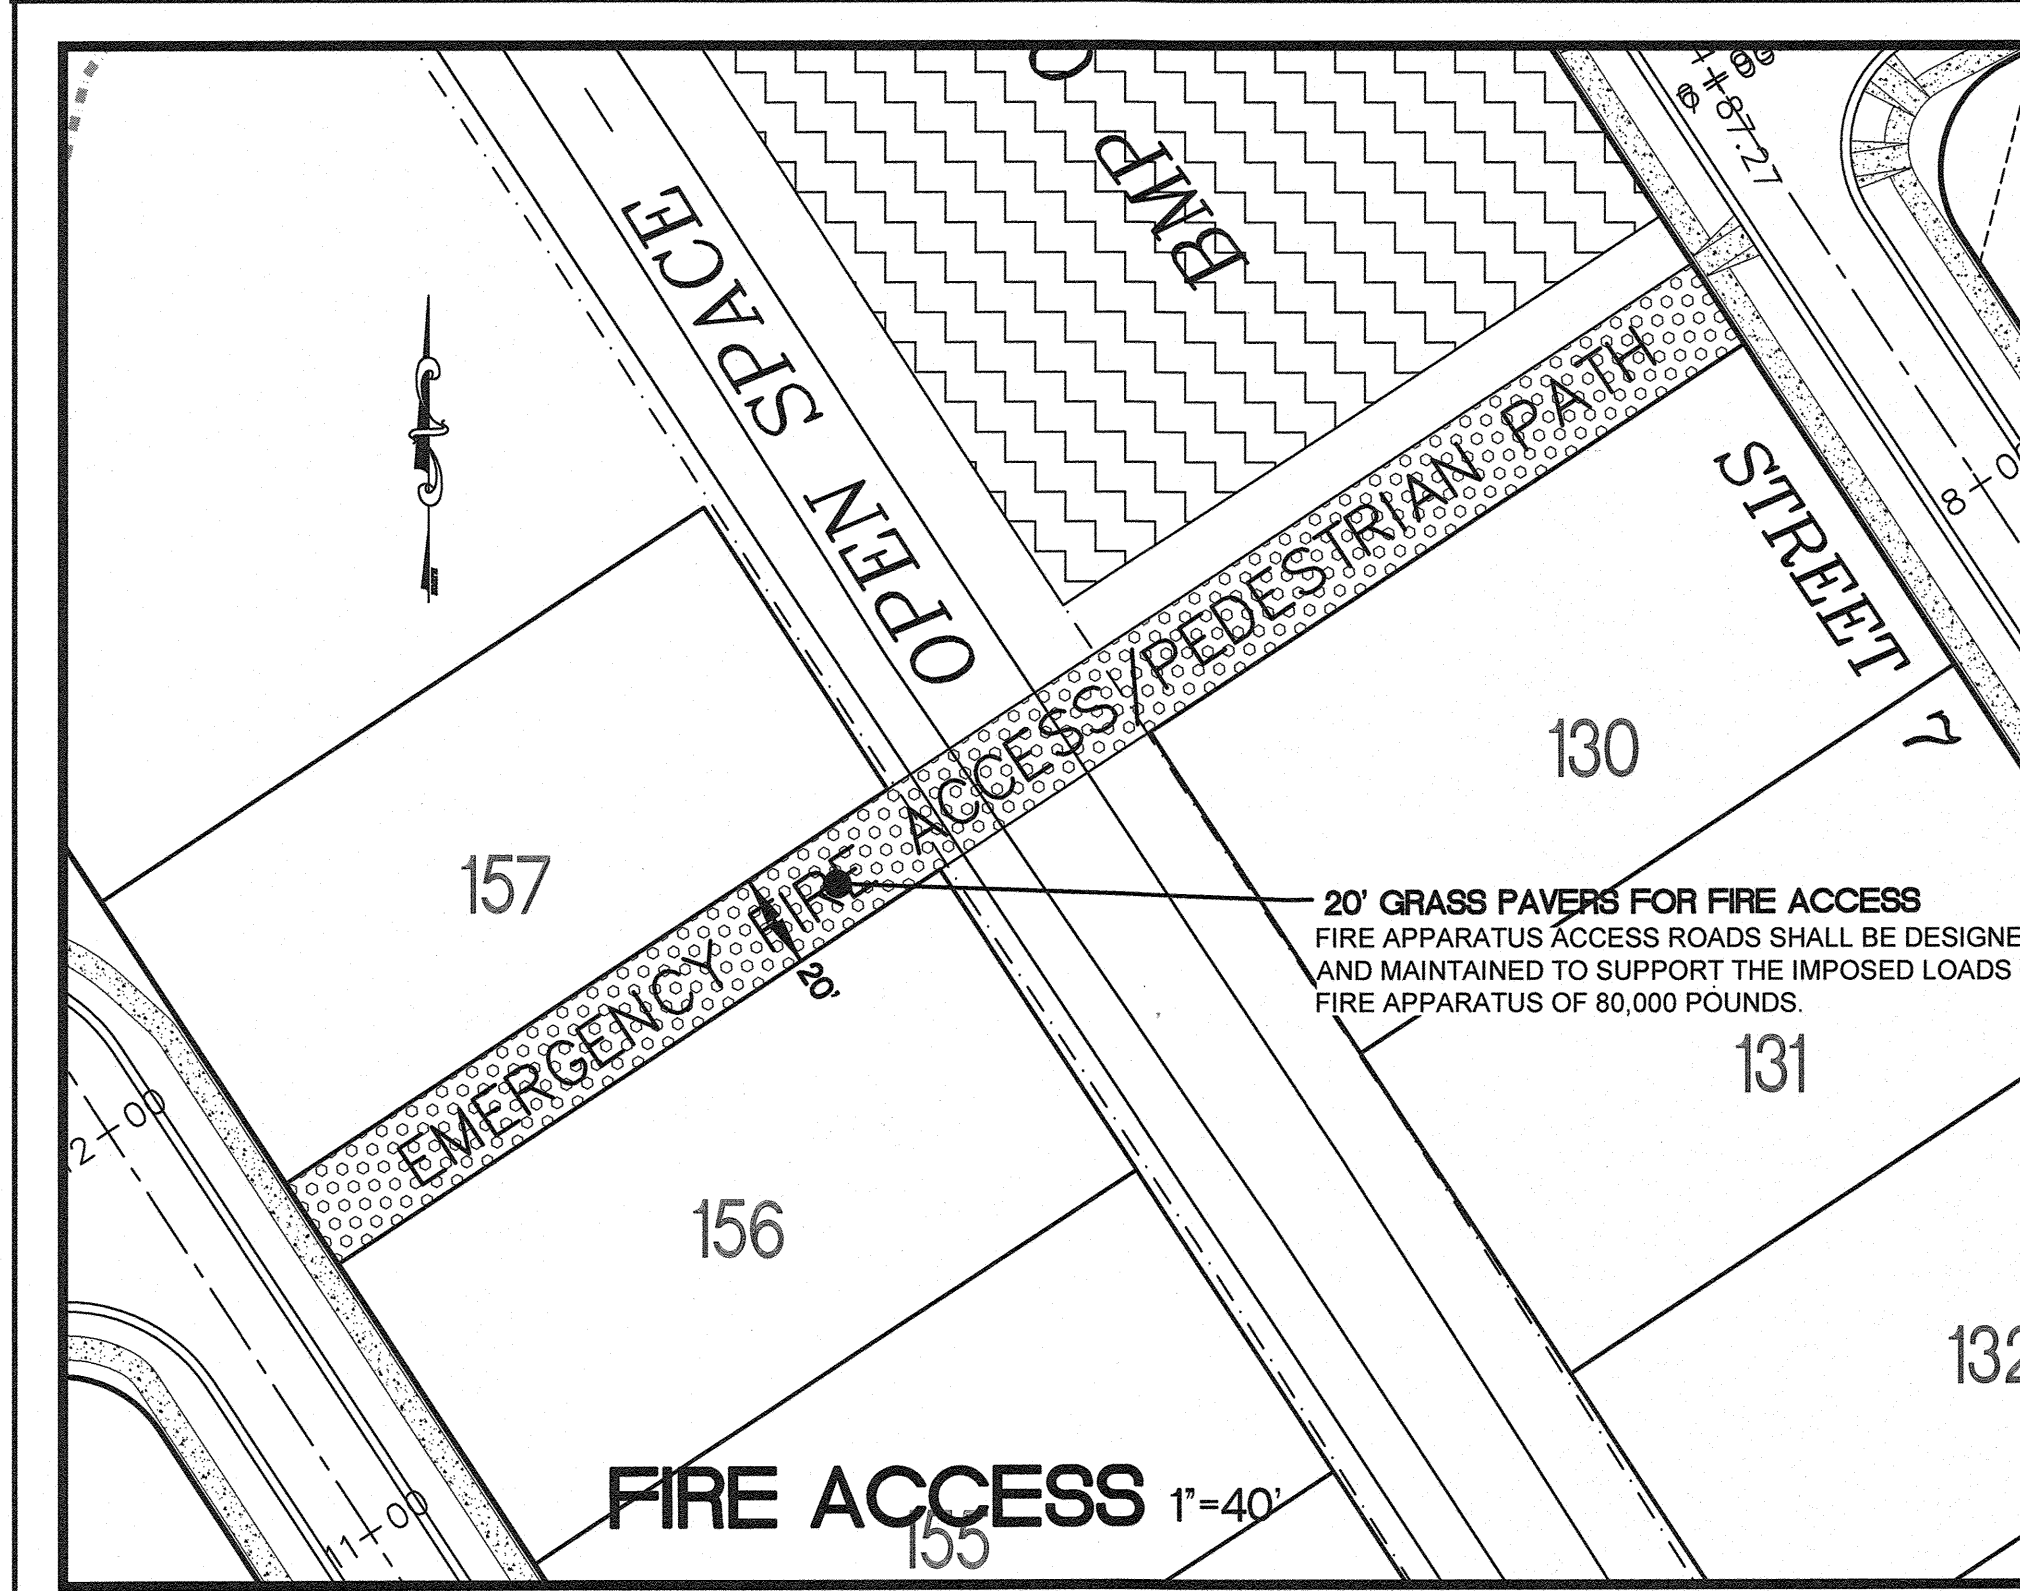 OPEN SPACE
BMP
EMERGENCY FIRE ACCESS/PEDESTRIAN PATH
STREET 7
8+0
87.27
130
157
20' GRASS PAVERS FOR FIRE ACCESS
FIRE APPARATUS ACCESS ROADS SHALL BE DESIGNE
AND MAINTAINED TO SUPPORT THE IMPOSED LOADS
FIRE APPARATUS OF 80,000 POUNDS.
20'
131
12+00
156
132
FIRE ACCESS 1"=40'
155
11+00